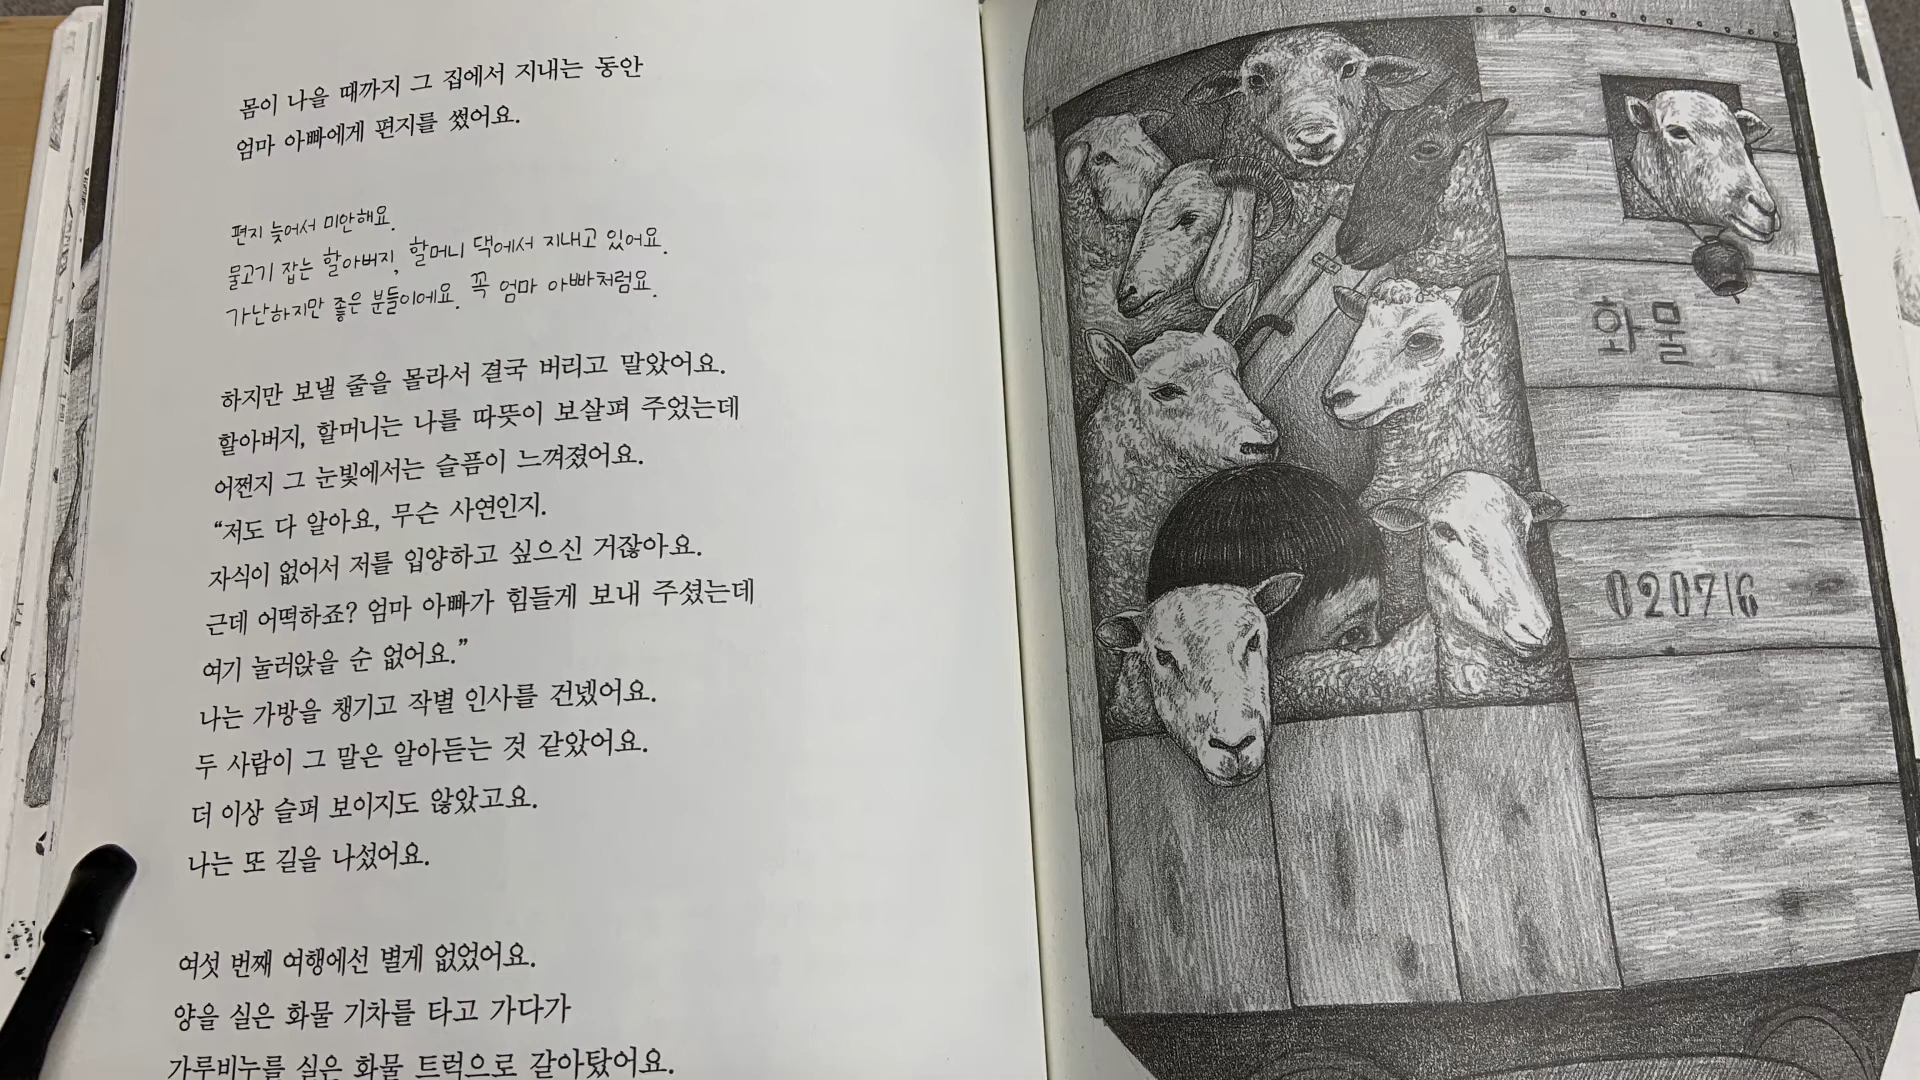 몸이 나을 때까지 그 집에서 지내는 동안
엄마 아빠에게 편지를 썼어요.
편지 늦어서 미안해요.
물고기 잡는 할아버지, 할머니 댁에서 지내고 있어요.
가난하지만 좋은 분들이에요. 꼭 엄마 아빠처럼요.
하지만 보낼 줄을 몰라서 결국 버리고 말았어요.
할아버지, 할머니는 나를 따뜻이 보살펴 주었는데
어쩐지 그 눈빛에서는 슬픔이 느껴졌어요.
“저도 다 알아요, 무슨 사연인지.
자식이 없어서 저를 입양하고 싶으신 거잖아요.
근데 어떡하죠? 엄마 아빠가 힘들게 보내 주셨는데
여기 눌러앉을 순 없어요.”
나는 가방을 챙기고 작별 인사를 건넸어요.
두 사람이 그 말은 알아듣는 것 같았어요.
더 이상 슬퍼 보이지도 않았고요.
나는 또 길을 나섰어요.
여섯 번째 여행에선 별게 없었어요.
양을 실은 화물 기차를 타고 가다가
가루비누를 실은 화물 트럭으로 갈아탔어요.
화물
020716